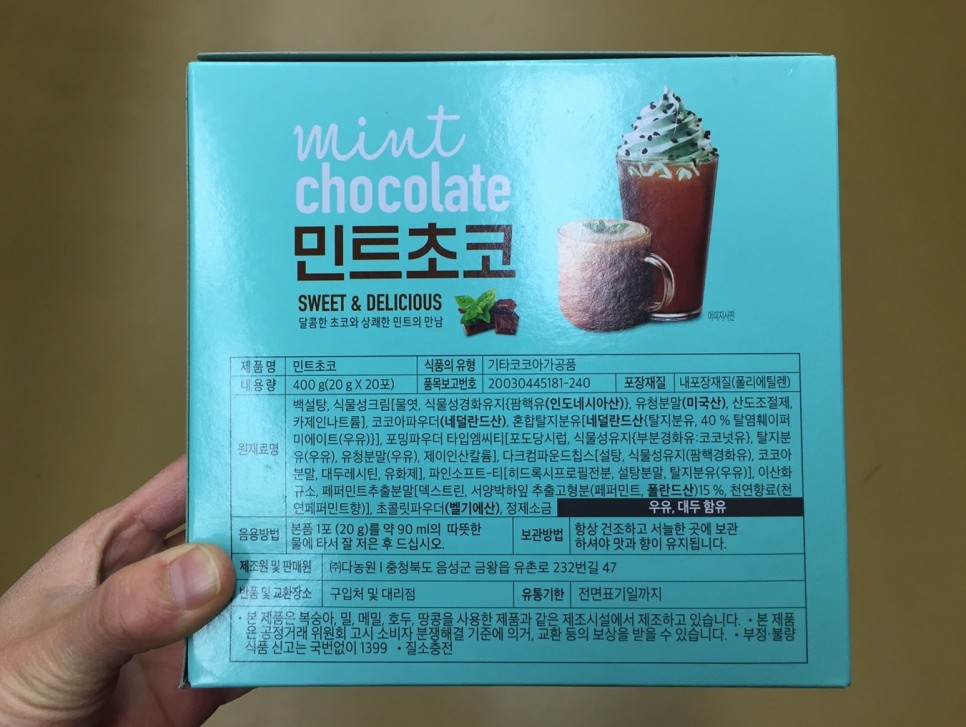 mint
chocolate
민트초코
SWEET & DELICIOUS
달콤한 초코와 상쾌한 민트의 만남
이미지사진
제품명 민트초코 식품의 유형 기타코코아가공품
내용량 400 g(20 g X 20포) 품목보고번호 20030445181-240 포장재질 내포장재질(폴리에틸렌)
원재료명
백설탕, 식물성크림[물엿, 식물성경화유지{팜핵유(인도네시아산)}, 유청분말(미국산), 산도조절제,
카제인나트륨], 코코아파우더(네덜란드산), 혼합탈지분유[네덜란드산(탈지분유, 40 % 탈염훼이퍼
미에이트(우유)}], 포밍파우더 타입엠씨티[포도당시럽, 식물성유지{부분경화유:코코넛유}, 탈지분
유(우유), 유청분말(우유), 제이인산칼륨], 다크컴파운드칩스[설탕, 식물성유지(팜핵경화유), 코코아
분말, 대두레시틴, 유화제], 파인소프트-티[히드록시프로필전분, 설탕분말, 탈지분유(우유)], 이산화
규소, 페퍼민트추출분말[덱스트린, 서양박하잎 추출고형분(페퍼민트, 폴란드산)15 %, 천연향료(천
연페퍼민트향)], 초콜릿파우더(벨기에산), 정제소금 우유, 대두 함유
음용방법 본품 1포 (20 g)를 약 90 ml의 따뜻한
물에 타서 잘 저은 후 드십시오.
보관방법 항상 건조하고 서늘한 곳에 보관
하셔야 맛과 향이 유지됩니다.
제조원 및 판매원 ㈜다농원 I 충청북도 음성군 금왕읍 유촌로 232번길 47
반품 및 교환장소 구입처 및 대리점 유통기한 전면표기일까지
• 본 제품은 복숭아, 밀, 메밀, 호두, 땅콩을 사용한 제품과 같은 제조시설에서 제조하고 있습니다. • 본 제품
은 공정거래 위원회 고시 소비자 분쟁해결 기준에 의거, 교환 등의 보상을 받을 수 있습니다. • 부정·불량
식품 신고는 국번없이 1399 • 질소충전